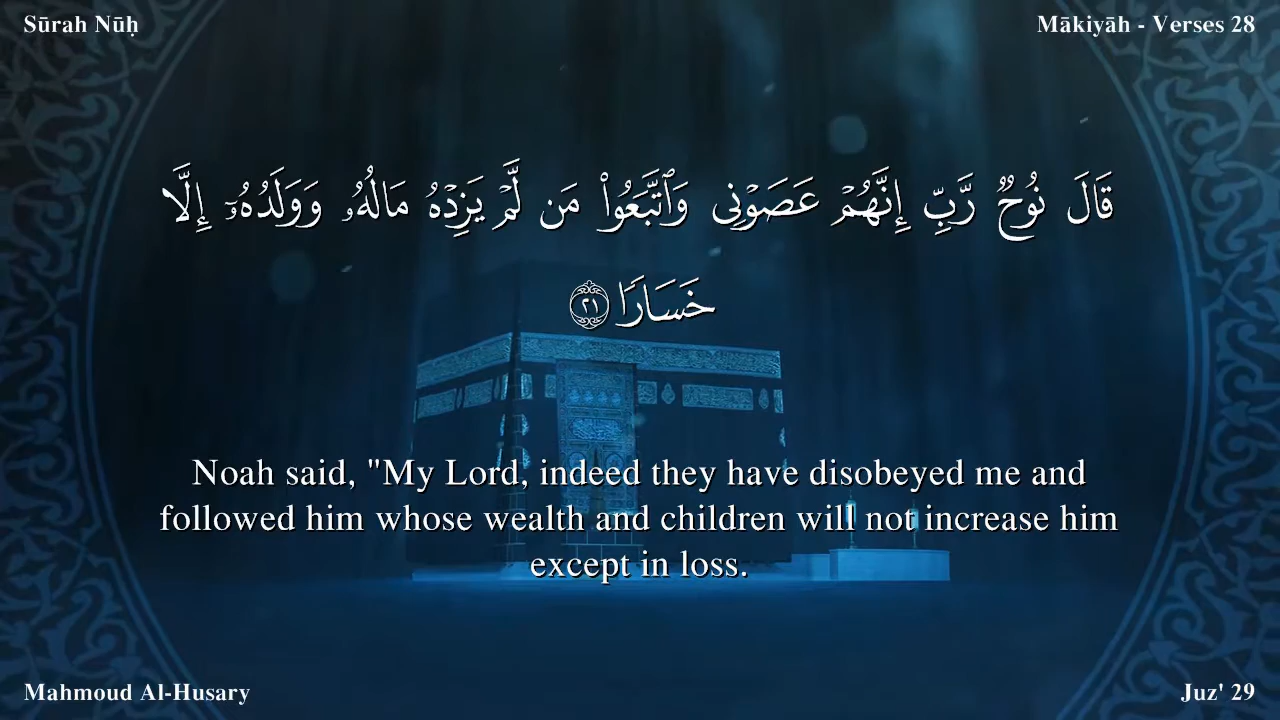 Sūrah Nūḥ
Mākiyāh - Verses 28
قَالَ نُوحٌ رَّبِّ إِنَّهُمْ عَصَوْنِى وَٱتَّبَعُوا۟ مَن لَّمْ يَزِدْهُ مَالُهُۥ وَوَلَدُهُۥٓ إِلَّا
خَسَارًا ٢١
Noah said, "My Lord, indeed they have disobeyed me and
followed him whose wealth and children will not increase him
except in loss.
Mahmoud Al-Husary
Juz' 29